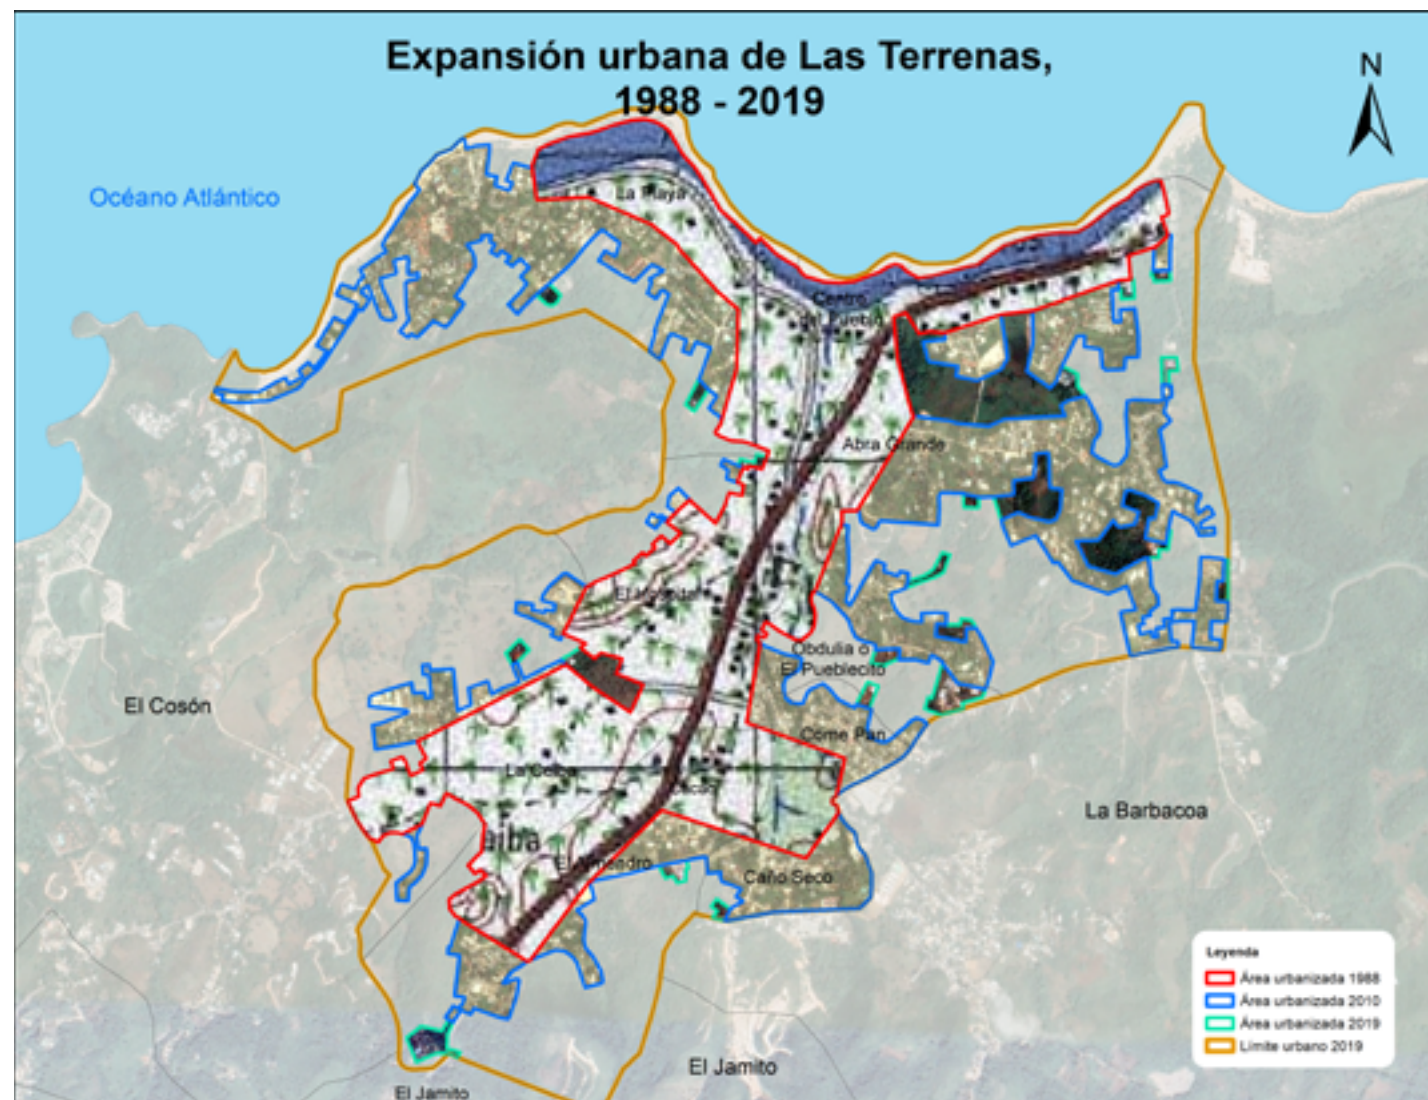 Expansión urbana de Las Terrenas,
1988 - 2019
N
Océano Atlántico
La Playa
Centro
del Pueblo
Abra Grande
El Hospital
Obdulia o
El Pueblecito
El Cosón
Come Pan
La Ceiba
La Barbacoa
eiba
El Almendro
Caño Seco
Leyenda
Área urbanizada 1988
Área urbanizada 2010
Área urbanizada 2019
Límite urbano 2019
El Jamito
El Jamito